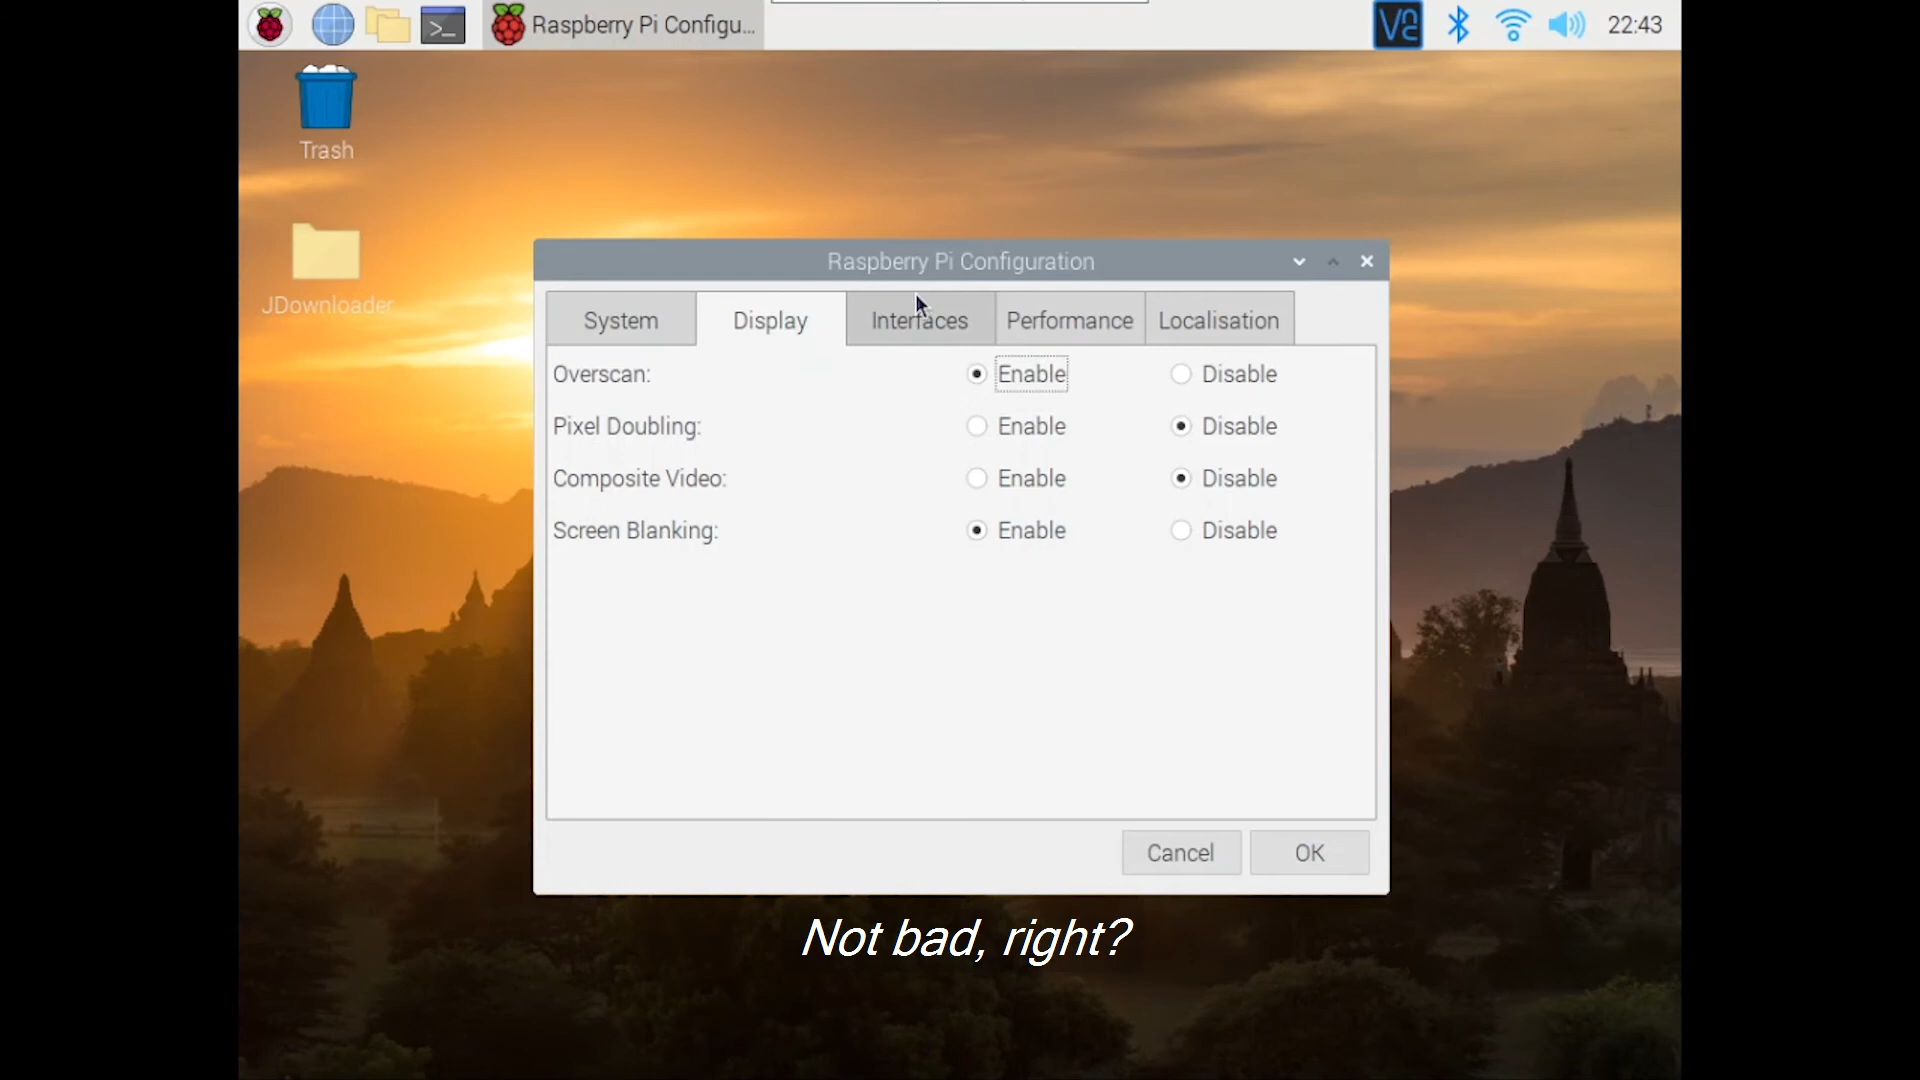 Raspberry Pi Configu...
VNC
22:43
Trash
JDownloader
Raspberry Pi Configuration
System Display Interfaces Performance Localisation
Overscan: Enable Disable
Pixel Doubling: Enable Disable
Composite Video: Enable Disable
Screen Blanking: Enable Disable
Cancel OK
Not bad, right?